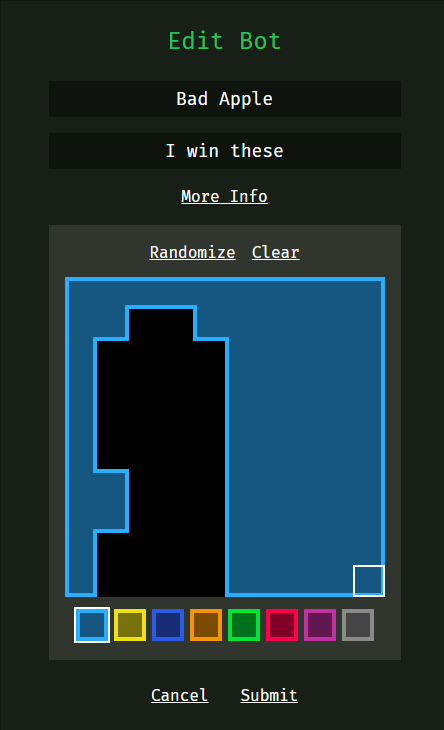 Edit Bot
Bad Apple
I win these
More Info
Randomize Clear
Cancel Submit